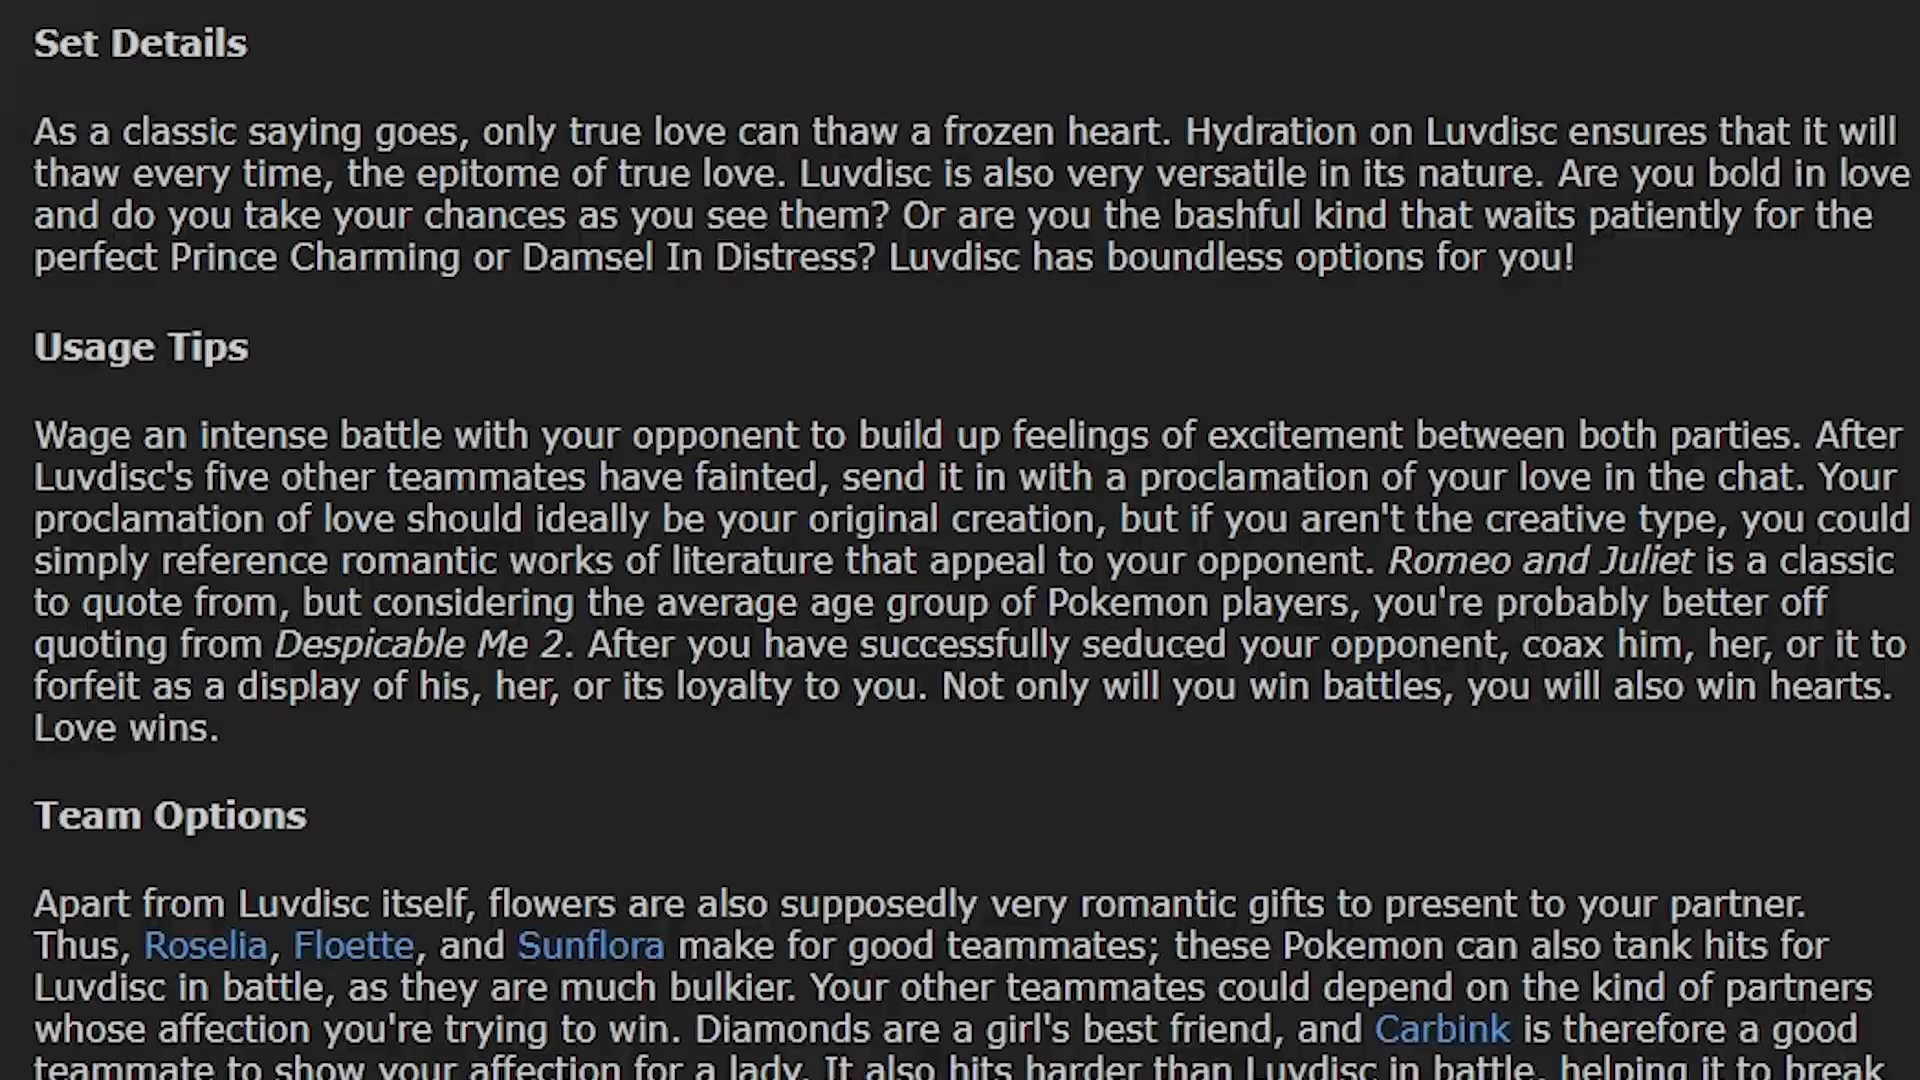 Set Details
As a classic saying goes, only true love can thaw a frozen heart. Hydration on Luvdisc ensures that it will
thaw every time, the epitome of true love. Luvdisc is also very versatile in its nature. Are you bold in love
and do you take your chances as you see them? Or are you the bashful kind that waits patiently for the
perfect Prince Charming or Damsel In Distress? Luvdisc has boundless options for you!
Usage Tips
Wage an intense battle with your opponent to build up feelings of excitement between both parties. After
Luvdisc's five other teammates have fainted, send it in with a proclamation of your love in the chat. Your
proclamation of love should ideally be your original creation, but if you aren't the creative type, you could
simply reference romantic works of literature that appeal to your opponent. Romeo and Juliet is a classic
to quote from, but considering the average age group of Pokemon players, you're probably better off
quoting from Despicable Me 2. After you have successfully seduced your opponent, coax him, her, or it to
forfeit as a display of his, her, or its loyalty to you. Not only will you win battles, you will also win hearts.
Love wins.
Team Options
Apart from Luvdisc itself, flowers are also supposedly very romantic gifts to present to your partner.
Thus, Roselia, Floette, and Sunflora make for good teammates; these Pokemon can also tank hits for
Luvdisc in battle, as they are much bulkier. Your other teammates could depend on the kind of partners
whose affection you're trying to win. Diamonds are a girl's best friend, and Carbink is therefore a good
teammate to show your affection for a lady. It also hits harder than Luvdisc in battle, helping it to break